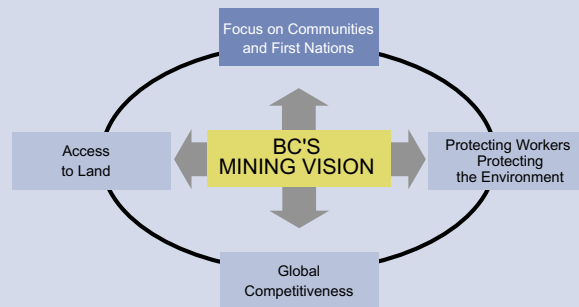 Focus on Communities
and First Nations
Access
to Land
BC'S
MINING VISION
Protecting Workers
Protecting
the Environment
Global
Competitiveness